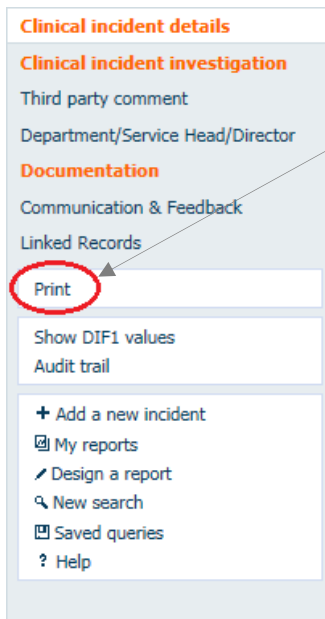 Clinical incident details
Clinical incident investigation
Third party comment
Department/Service Head/Director
Documentation
Communication & Feedback
Linked Records
Print
Show DIF1 values
Audit trail
+ Add a new incident
My reports
Design a report
New search
Saved queries
? Help